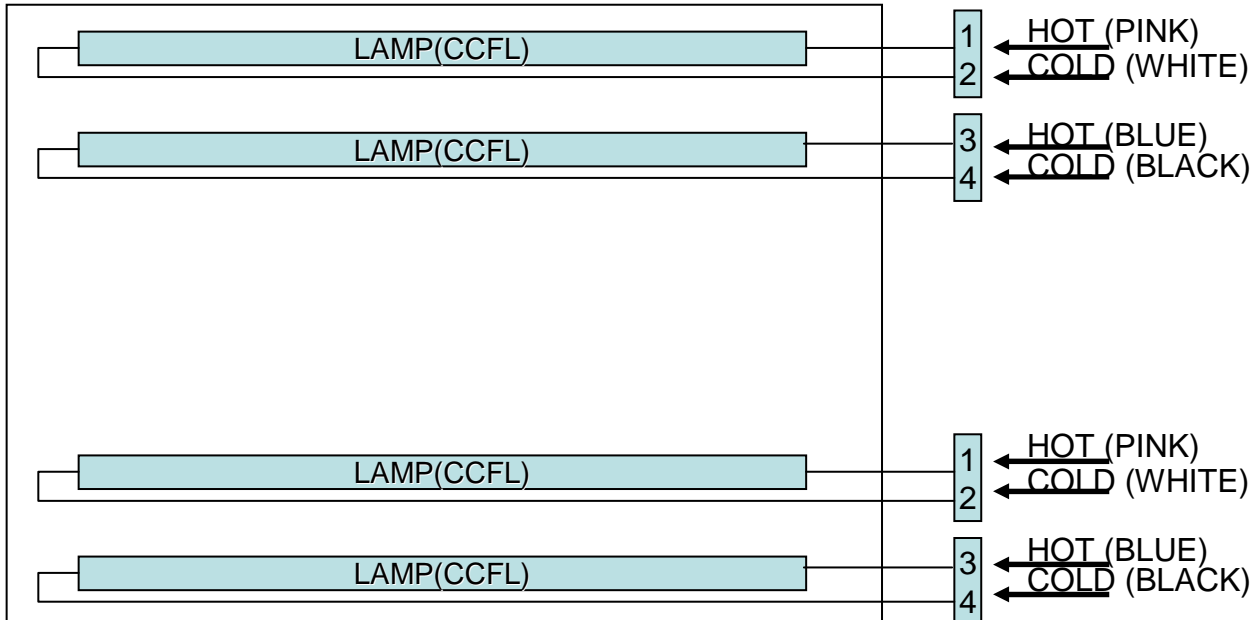 LAMP(CCFL)
1 HOT (PINK)
2 COLD (WHITE)
LAMP(CCFL)
3 HOT (BLUE)
4 COLD (BLACK)
LAMP(CCFL)
1 HOT (PINK)
2 COLD (WHITE)
LAMP(CCFL)
3 HOT (BLUE)
4 COLD (BLACK)